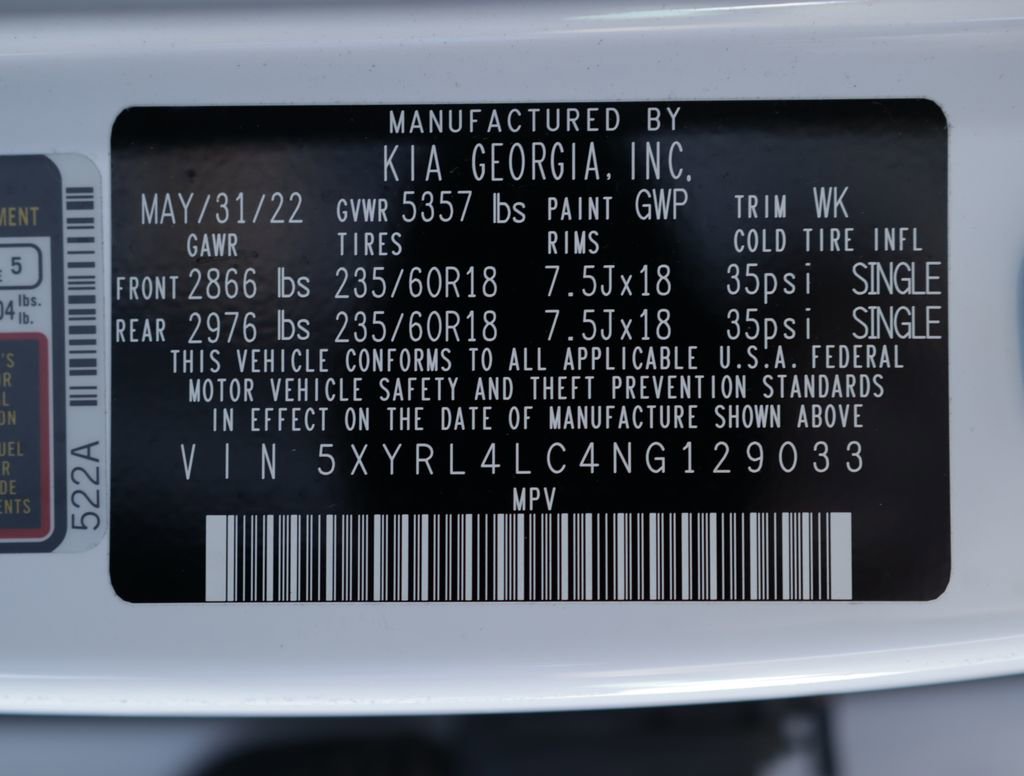 MANUFACTURED BY
KIA GEORGIA, INC.
MAY/31/22 GVWR 5357 lbs PAINT GWP TRIM WK
GAWR TIRES RIMS COLD TIRE INFL
FRONT 2866 lbs 235/60R18 7.5Jx18 35psi SINGLE
REAR 2976 lbs 235/60R18 7.5Jx18 35psi SINGLE
THIS VEHICLE CONFORMS TO ALL APPLICABLE U.S.A. FEDERAL
MOTOR VEHICLE SAFETY AND THEFT PREVENTION STANDARDS
IN EFFECT ON THE DATE OF MANUFACTURE SHOWN ABOVE
VIN 5XYRL4LC4NG129033
MPV
5
lbs.
lb.
522A